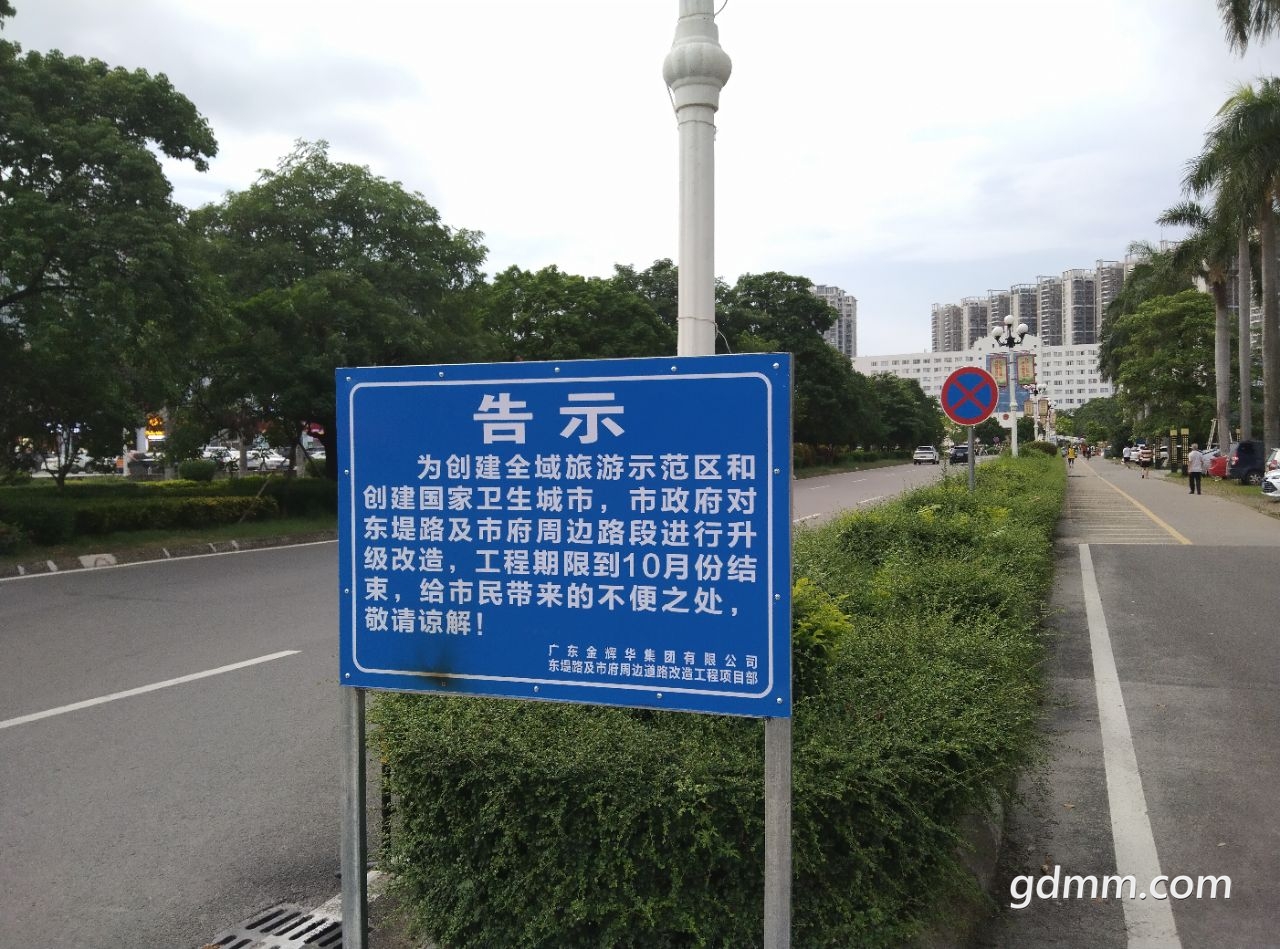 告示
为创建全域旅游示范区和
创建国家卫生城市，市政府对
东堤路及市府周边路段进行升
级改造，工程期限到10月份结
束，给市民带来的不便之处，
敬请谅解！
广东金辉华集团有限公司
东堤路及市府周边道路改造工程项目部
gdmm.com